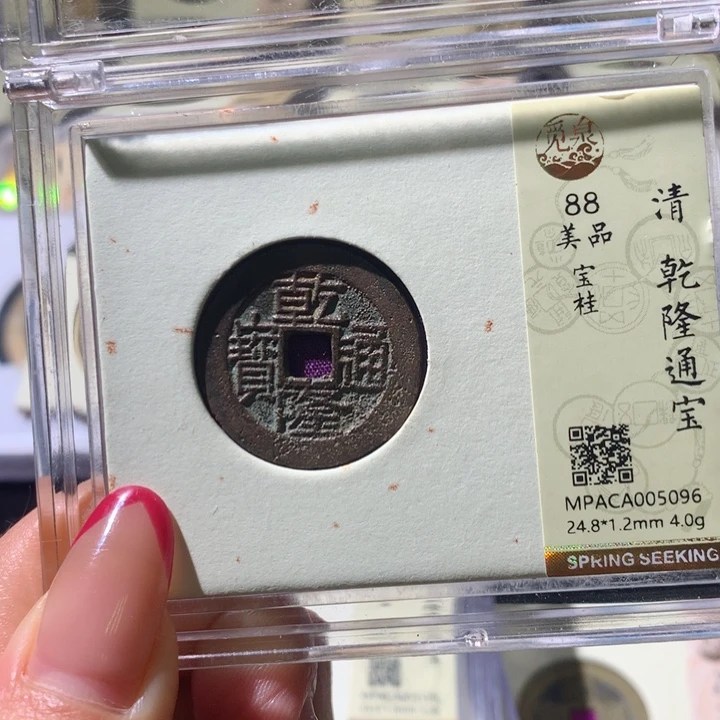 乾
隆
通
寶
觅泉
88
美品
宝桂
清 乾隆通宝
MPACA005096
24.8*1.2mm 4.0g
SPRING SEEKING